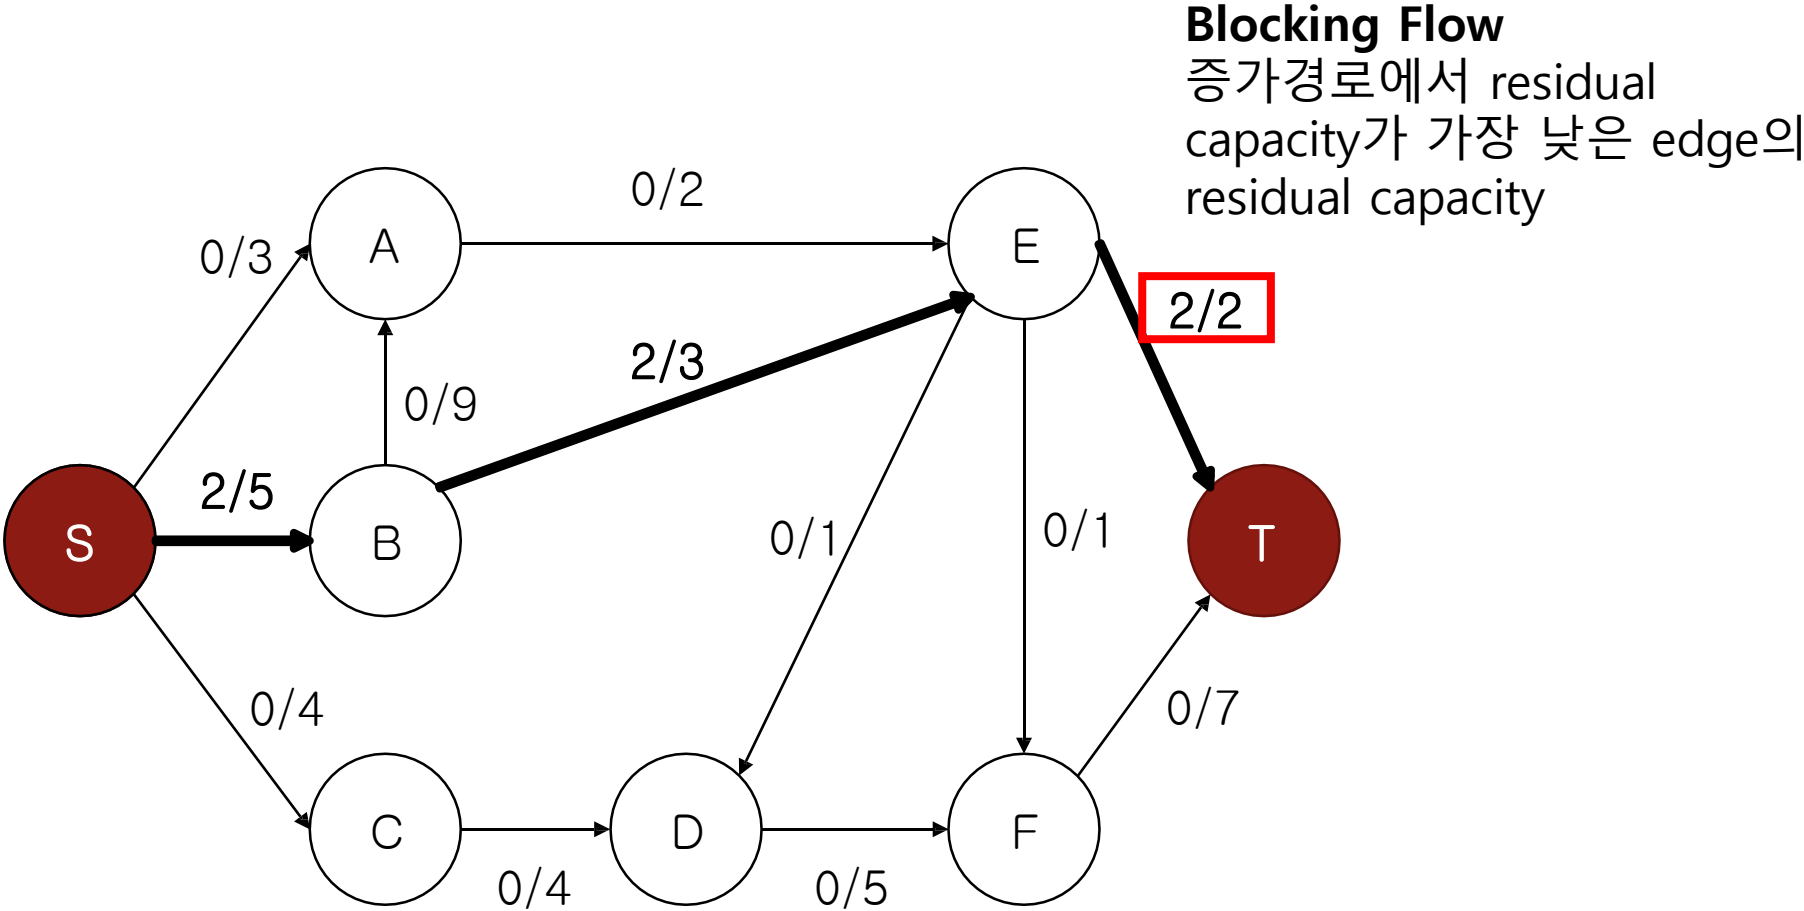 Blocking Flow
증가경로에서 residual
capacity가 가장 낮은 edge의
residual capacity
0/2
0/3
A
E
2/2
2/3
0/9
2/5
S
B
0/1
0/1
T
0/4
0/7
C
D
F
0/4
0/5